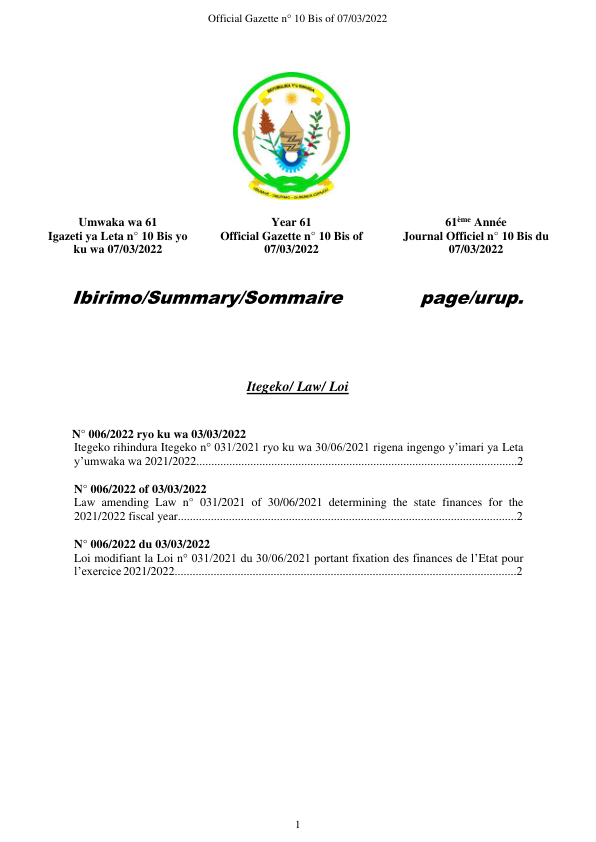 Official Gazette n° 10 Bis of 07/03/2022
REPUBULIKA Y'U RWANDA
UBUMWE - UMURIMO - GUKUNDA IGIHUGU
Umwaka wa 61
Igazeti ya Leta n° 10 Bis yo
ku wa 07/03/2022
Year 61
Official Gazette n° 10 Bis of
07/03/2022
61ème Année
Journal Officiel n° 10 Bis du
07/03/2022
Ibirimo/Summary/Sommaire page/urup.
Itegeko/ Law/ Loi
N° 006/2022 ryo ku wa 03/03/2022
Itegeko rihindura Itegeko n° 031/2021 ryo ku wa 30/06/2021 rigena ingengo y’imari ya Leta
y’umwaka wa 2021/2022...........................................................................................................2
N° 006/2022 of 03/03/2022
Law amending Law n° 031/2021 of 30/06/2021 determining the state finances for the
2021/2022 fiscal year.................................................................................................................2
N° 006/2022 du 03/03/2022
Loi modifiant la Loi n° 031/2021 du 30/06/2021 portant fixation des finances de l’Etat pour
l’exercice 2021/2022..................................................................................................................2
1